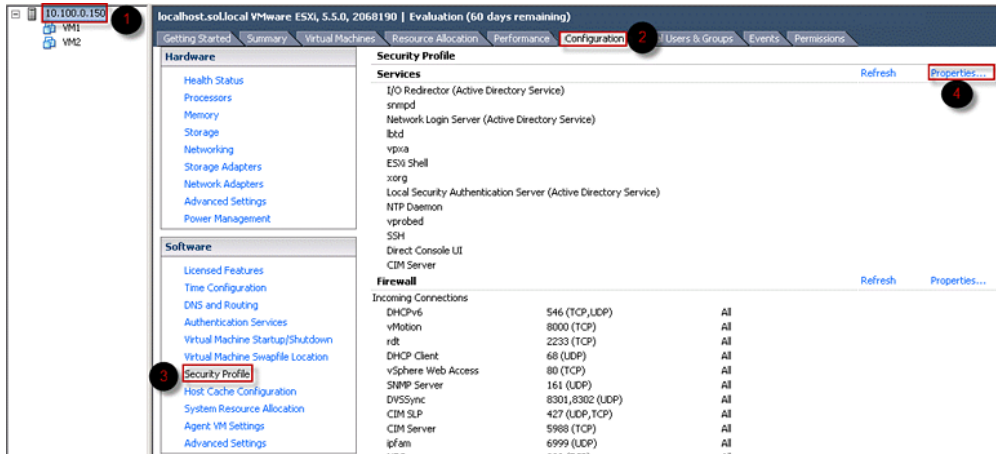 10.100.0.150
1
VM1
VM2
localhost.sol.local VMware ESXi, 5.5.0, 2068190 | Evaluation (60 days remaining)
Getting Started Summary Virtual Machines Resource Allocation Performance Configuration 2 Users & Groups Events Permissions
Hardware
Health Status
Processors
Memory
Storage
Networking
Storage Adapters
Network Adapters
Advanced Settings
Power Management
Software
Licensed Features
Time Configuration
DNS and Routing
Authentication Services
Virtual Machine Startup/Shutdown
Virtual Machine Swapfile Location
3 Security Profile
Host Cache Configuration
System Resource Allocation
Agent VM Settings
Advanced Settings
Security Profile
Services Refresh Properties...
4
I/O Redirector (Active Directory Service)
snmpd
Network Login Server (Active Directory Service)
lbtd
vpxa
ESXi Shell
xorg
Local Security Authentication Server (Active Directory Service)
NTP Daemon
vprobed
SSH
Direct Console UI
CIM Server
Firewall Refresh Properties...
Incoming Connections
DHCPv6 546 (TCP,UDP) All
vMotion 8000 (TCP) All
rdt 2233 (TCP) All
DHCP Client 68 (UDP) All
vSphere Web Access 80 (TCP) All
SNMP Server 161 (UDP) All
DVSSync 8301,8302 (UDP) All
CIM SLP 427 (UDP,TCP) All
CIM Server 5988 (TCP) All
ipfam 6999 (UDP) All